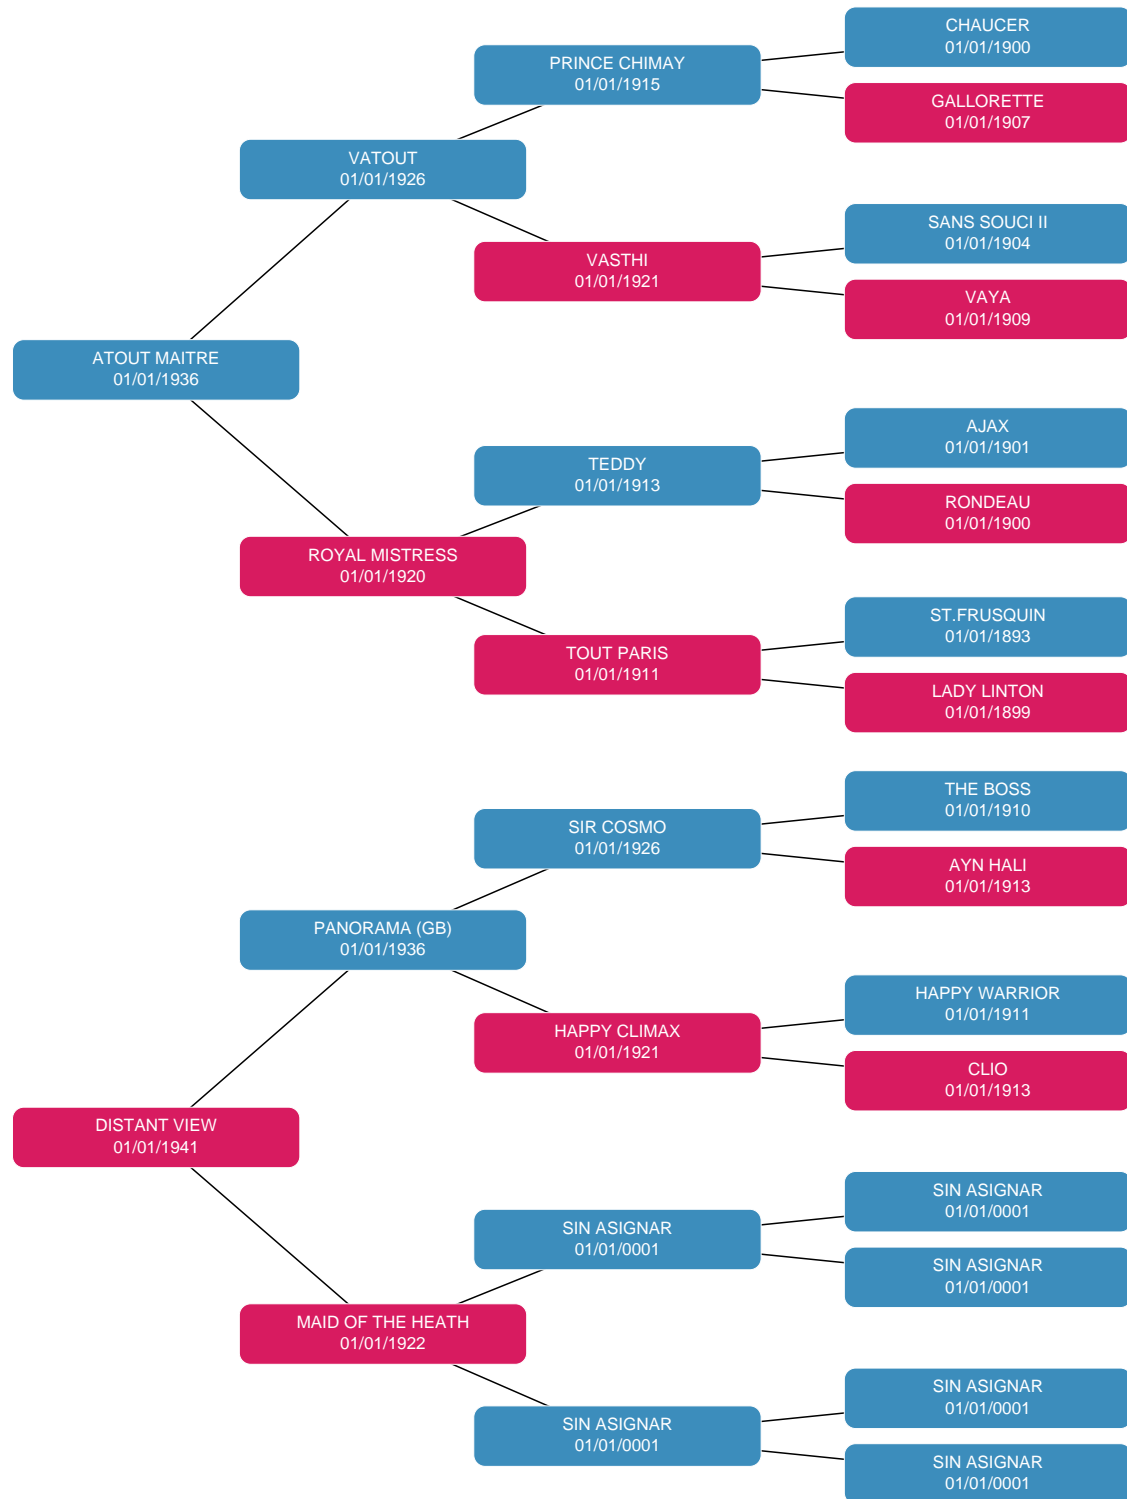 CHAUCER
01/01/1900
PRINCE CHIMAY
01/01/1915
GALLORETTE
01/01/1907
VATOUT
01/01/1926
SANS SOUCI II
01/01/1904
VASTHI
01/01/1921
VAYA
01/01/1909
ATOUT MAITRE
01/01/1936
AJAX
01/01/1901
TEDDY
01/01/1913
RONDEAU
01/01/1900
ROYAL MISTRESS
01/01/1920
ST.FRUSQUIN
01/01/1893
TOUT PARIS
01/01/1911
LADY LINTON
01/01/1899
THE BOSS
01/01/1910
SIR COSMO
01/01/1926
AYN HALI
01/01/1913
PANORAMA (GB)
01/01/1936
HAPPY WARRIOR
01/01/1911
HAPPY CLIMAX
01/01/1921
CLIO
01/01/1913
DISTANT VIEW
01/01/1941
SIN ASIGNAR
01/01/0001
SIN ASIGNAR
01/01/0001
SIN ASIGNAR
01/01/0001
MAID OF THE HEATH
01/01/1922
SIN ASIGNAR
01/01/0001
SIN ASIGNAR
01/01/0001
SIN ASIGNAR
01/01/0001